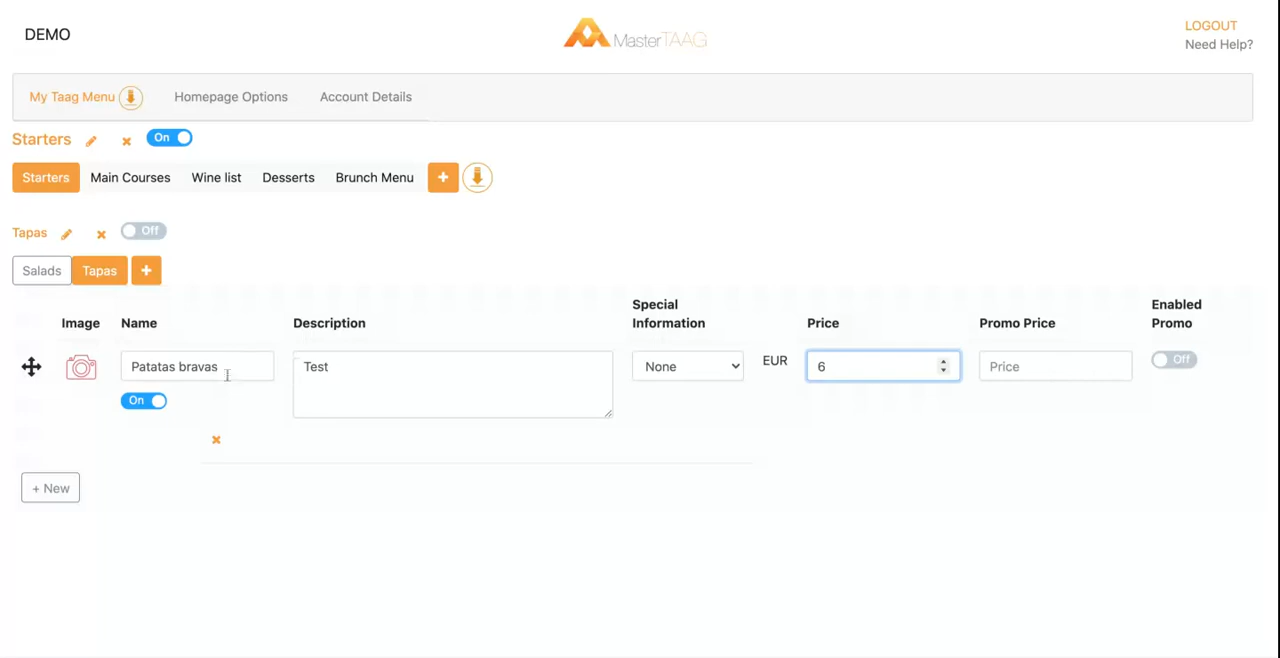 DEMO
MasterTAAG
LOGOUT
Need Help?
My Taag Menu
Homepage Options
Account Details
Starters
On
Starters
Main Courses
Wine list
Desserts
Brunch Menu
+
Tapas
Off
Salads
Tapas
+
Image
Name
Description
Special
Information
Price
Promo Price
Enabled
Promo
Patatas bravas
Test
None
EUR
6
Price
Off
On
+ New